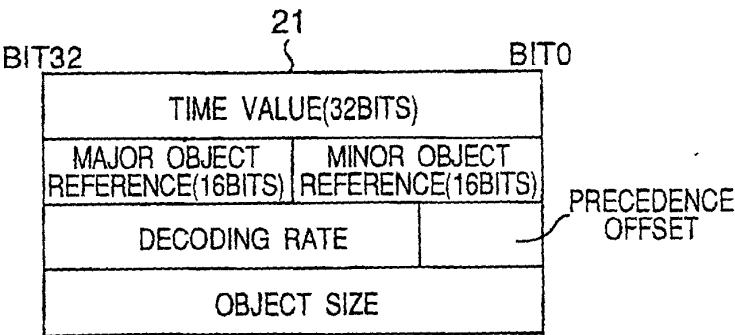 21
BIT32 BIT0
TIME VALUE(32BITS)
MAJOR OBJECT
REFERENCE(16BITS)
MINOR OBJECT
REFERENCE(16BITS)
DECODING RATE
PRECEDENCE
OFFSET
OBJECT SIZE